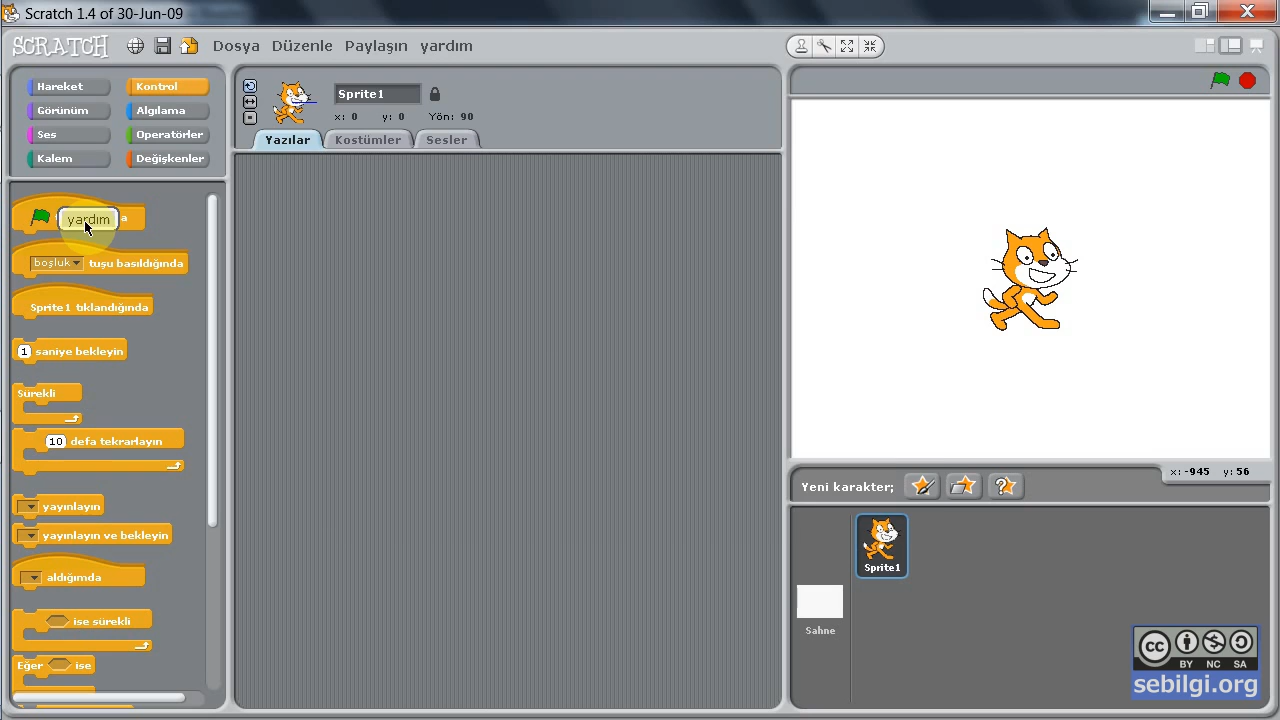 Scratch 1.4 of 30-Jun-09
SCRATCH Dosya Düzenle Paylaşın yardım
Hareket Kontrol
Görünüm Algılama
Ses Operatörler
Kalem Değişkenler
Sprite1
x: 0 y: 0 Yön: 90
Yazılar Kostümler Sesler
yardım a
boşluk tuşu basıldığında
Sprite1 tıklandığında
1 saniye bekleyin
Sürekli
10 defa tekrarlayın
yayınlayın
yayınlayın ve bekleyin
aldığımda
ise sürekli
Eğer ise
x: -945 y: 56
Yeni karakter;
Sprite1
Sahne
cc BY NC SA
sebilgi.org